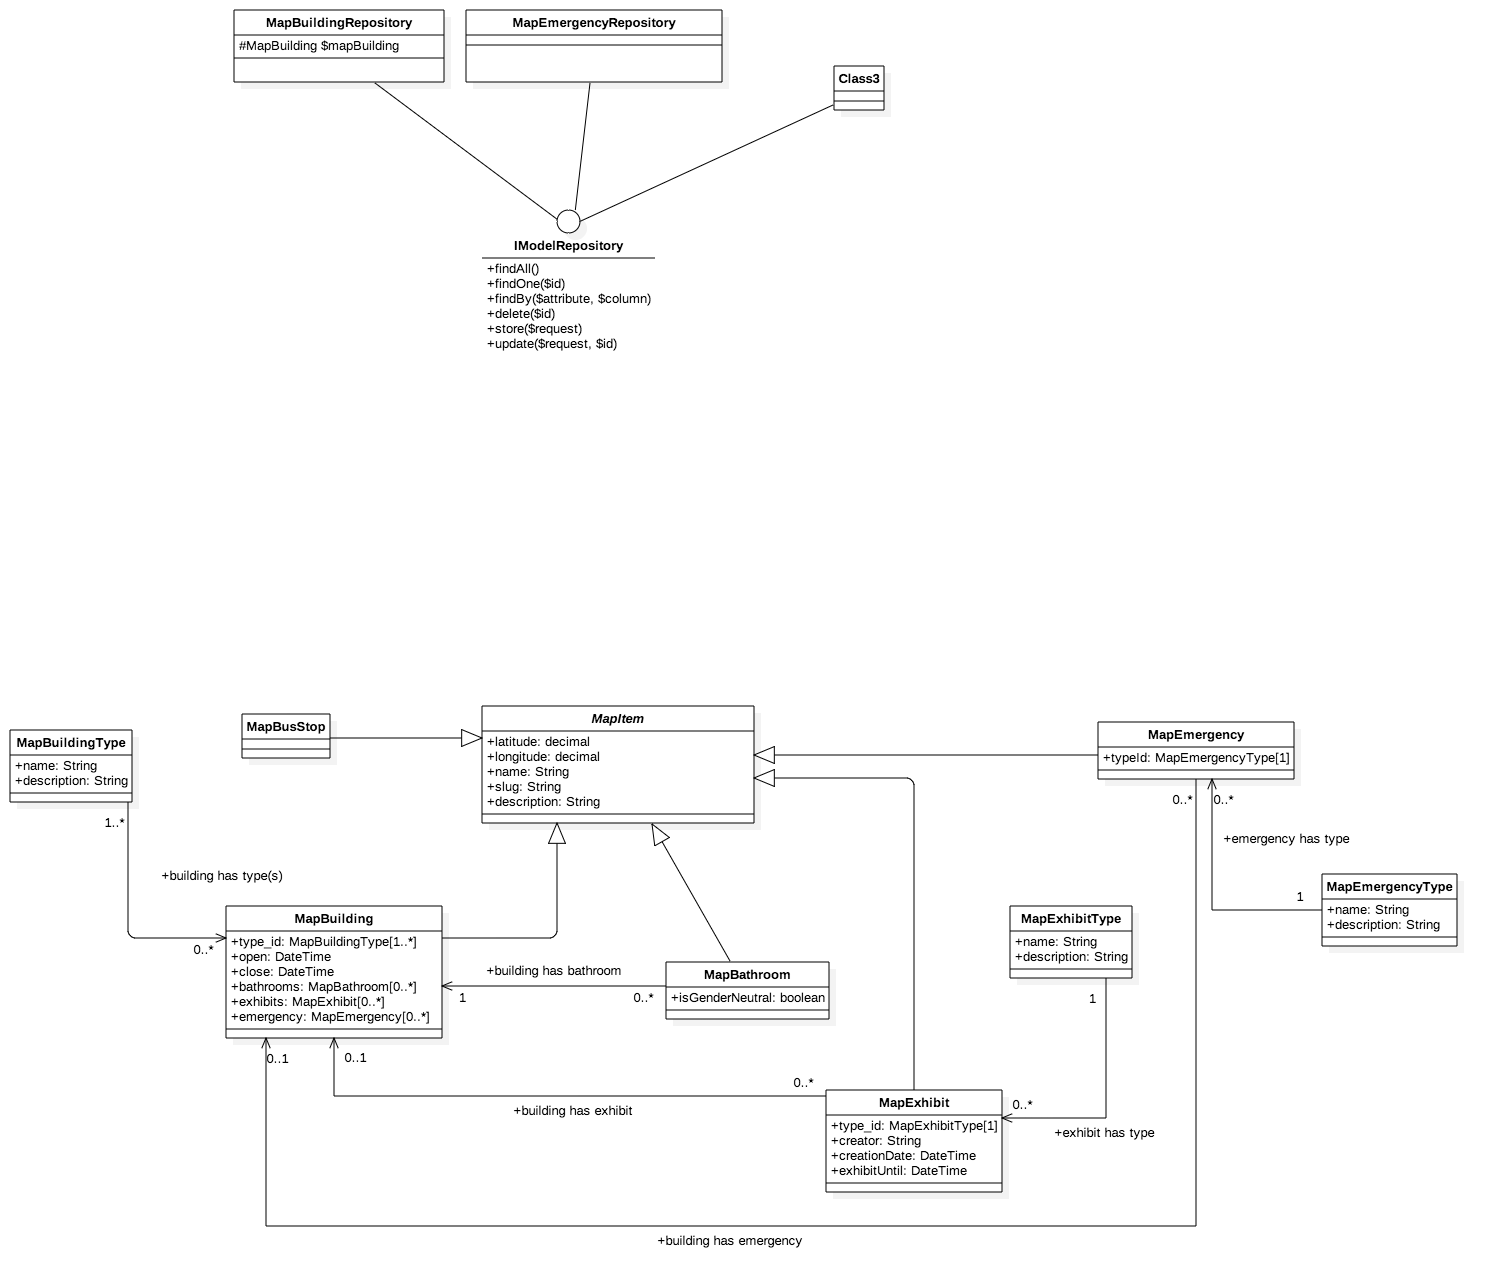 MapBuildingRepository
#MapBuilding $mapBuilding
MapEmergencyRepository
Class3
IModelRepository
+findAll()
+findOne($id)
+findBy($attribute, $column)
+delete($id)
+store($request)
+update($request, $id)
MapBuildingType
+name: String
+description: String
MapBusStop
MapItem
+latitude: decimal
+longitude: decimal
+name: String
+slug: String
+description: String
MapEmergency
+typeId: MapEmergencyType[1]
1..*
+building has type(s)
0..*
0..*
0..*
+emergency has type
1
MapEmergencyType
+name: String
+description: String
MapBuilding
+type_id: MapBuildingType[1..*]
+open: DateTime
+close: DateTime
+bathrooms: MapBathroom[0..*]
+exhibits: MapExhibit[0..*]
+emergency: MapEmergency[0..*]
+building has bathroom
1
0..*
MapBathroom
+isGenderNeutral: boolean
MapExhibitType
+name: String
+description: String
1
0..1
0..1
0..*
+building has exhibit
MapExhibit
+type_id: MapExhibitType[1]
+creator: String
+creationDate: DateTime
+exhibitUntil: DateTime
0..*
+exhibit has type
+building has emergency